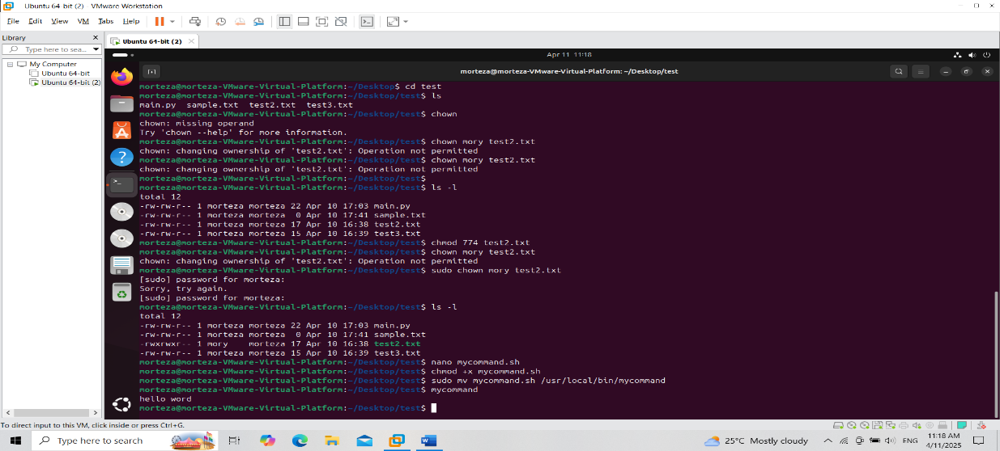 Ubuntu 64-bit (2) - VMware Workstation
File Edit View VM Tabs Help
Library
Type here to sea...
My Computer
Ubuntu 64-bit
Ubuntu 64-bit (2)
Ubuntu 64-bit (2)
Apr 11 11:18
morteza@morteza-VMware-Virtual-Platform: ~/Desktop/test
morteza@morteza-VMware-Virtual-Platform:~/Desktop$ cd test
morteza@morteza-VMware-Virtual-Platform:~/Desktop/test$ ls
main.py  sample.txt  test2.txt  test3.txt
morteza@morteza-VMware-Virtual-Platform:~/Desktop/test$ chown
chown: missing operand
Try 'chown --help' for more information.
morteza@morteza-VMware-Virtual-Platform:~/Desktop/test$ chown mory test2.txt
chown: changing ownership of 'test2.txt': Operation not permitted
morteza@morteza-VMware-Virtual-Platform:~/Desktop/test$ chown mory test2.txt
chown: changing ownership of 'test2.txt': Operation not permitted
morteza@morteza-VMware-Virtual-Platform:~/Desktop/test$
morteza@morteza-VMware-Virtual-Platform:~/Desktop/test$ ls -l
total 12
-rw-rw-r-- 1 morteza morteza 22 Apr 10 17:03 main.py
-rw-rw-r-- 1 morteza morteza  0 Apr 10 17:41 sample.txt
-rw-rw-r-- 1 morteza morteza 17 Apr 10 16:38 test2.txt
-rw-rw-r-- 1 morteza morteza 15 Apr 10 16:39 test3.txt
morteza@morteza-VMware-Virtual-Platform:~/Desktop/test$ chmod 774 test2.txt
morteza@morteza-VMware-Virtual-Platform:~/Desktop/test$ chown mory test2.txt
chown: changing ownership of 'test2.txt': Operation not permitted
morteza@morteza-VMware-Virtual-Platform:~/Desktop/test$ sudo chown mory test2.txt
[sudo] password for morteza:
Sorry, try again.
[sudo] password for morteza:
morteza@morteza-VMware-Virtual-Platform:~/Desktop/test$ ls -l
total 12
-rw-rw-r-- 1 morteza morteza 22 Apr 10 17:03 main.py
-rw-rw-r-- 1 morteza morteza  0 Apr 10 17:41 sample.txt
-rwxrwxr-- 1 mory    morteza 17 Apr 10 16:38 test2.txt
-rw-rw-r-- 1 morteza morteza 15 Apr 10 16:39 test3.txt
morteza@morteza-VMware-Virtual-Platform:~/Desktop/test$ nano mycommand.sh
morteza@morteza-VMware-Virtual-Platform:~/Desktop/test$ chmod +x mycommand.sh
morteza@morteza-VMware-Virtual-Platform:~/Desktop/test$ sudo mv mycommand.sh /usr/local/bin/mycommand
morteza@morteza-VMware-Virtual-Platform:~/Desktop/test$ mycommand
hello word
morteza@morteza-VMware-Virtual-Platform:~/Desktop/test$
To direct input to this VM, click inside or press Ctrl+G.
Type here to search
25°C Mostly cloudy
ENG
11:18 AM
4/11/2025